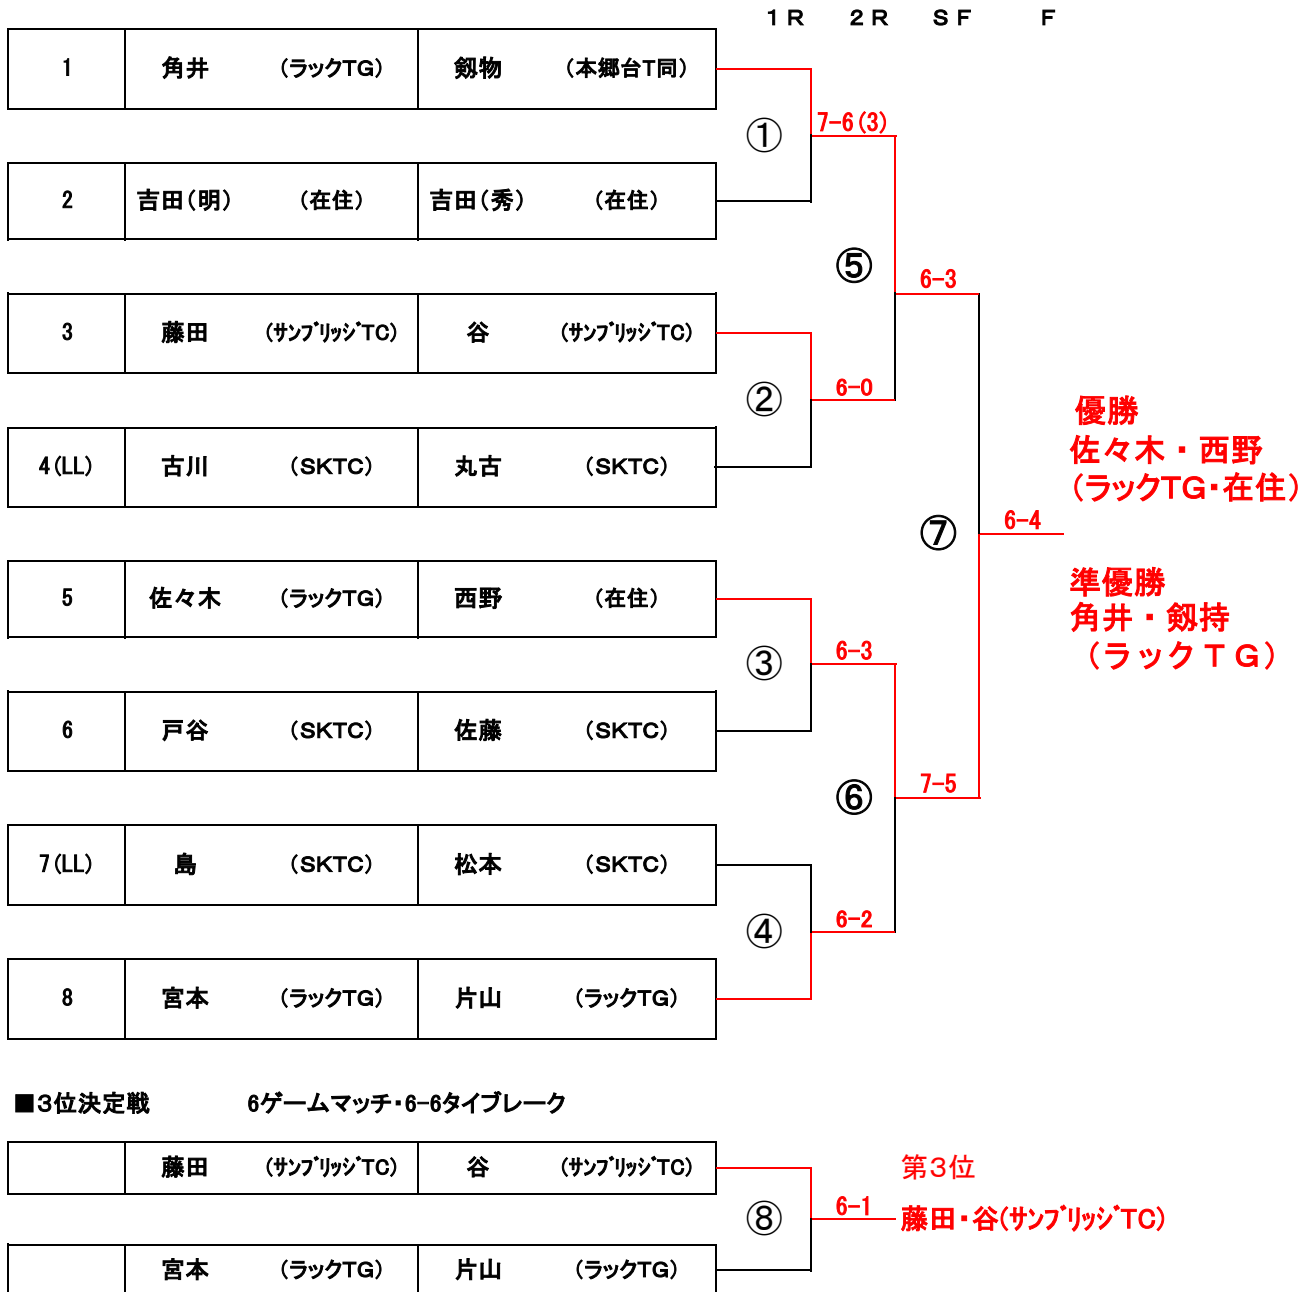 １Ｒ ２Ｒ ＳＦ Ｆ
1 角井 (ラックTG) 剱物 (本郷台T同)
① 7-6(3)
2 吉田(明) (在住) 吉田(秀) (在住)
⑤ 6-3
3 藤田 (サンブリッジTC) 谷 (サンブリッジTC)
② 6-0
4(LL) 古川 (SKTC) 丸古 (SKTC)
⑦ 6-4
5 佐々木 (ラックTG) 西野 (在住)
③ 6-3
6 戸谷 (SKTC) 佐藤 (SKTC)
⑥ 7-5
7(LL) 島 (SKTC) 松本 (SKTC)
④ 6-2
8 宮本 (ラックTG) 片山 (ラックTG)
優勝
佐々木・西野
(ラックTG・在住)
準優勝
角井・剱持
（ラックＴＧ）
■3位決定戦 6ゲームマッチ・6-6タイブレーク
藤田 (サンブリッジTC) 谷 (サンブリッジTC)
⑧ 6-1
宮本 (ラックTG) 片山 (ラックTG)
第3位
藤田・谷(サンブリッジTC)